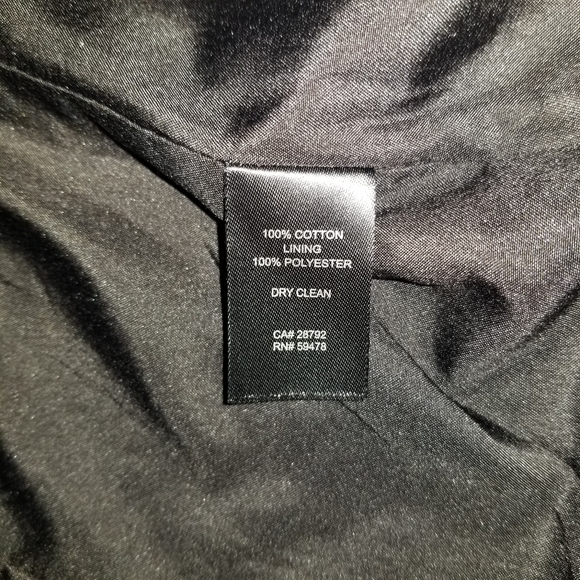 100% COTTON
LINING
100% POLYESTER
DRY CLEAN
CA# 28792
RN# 59478